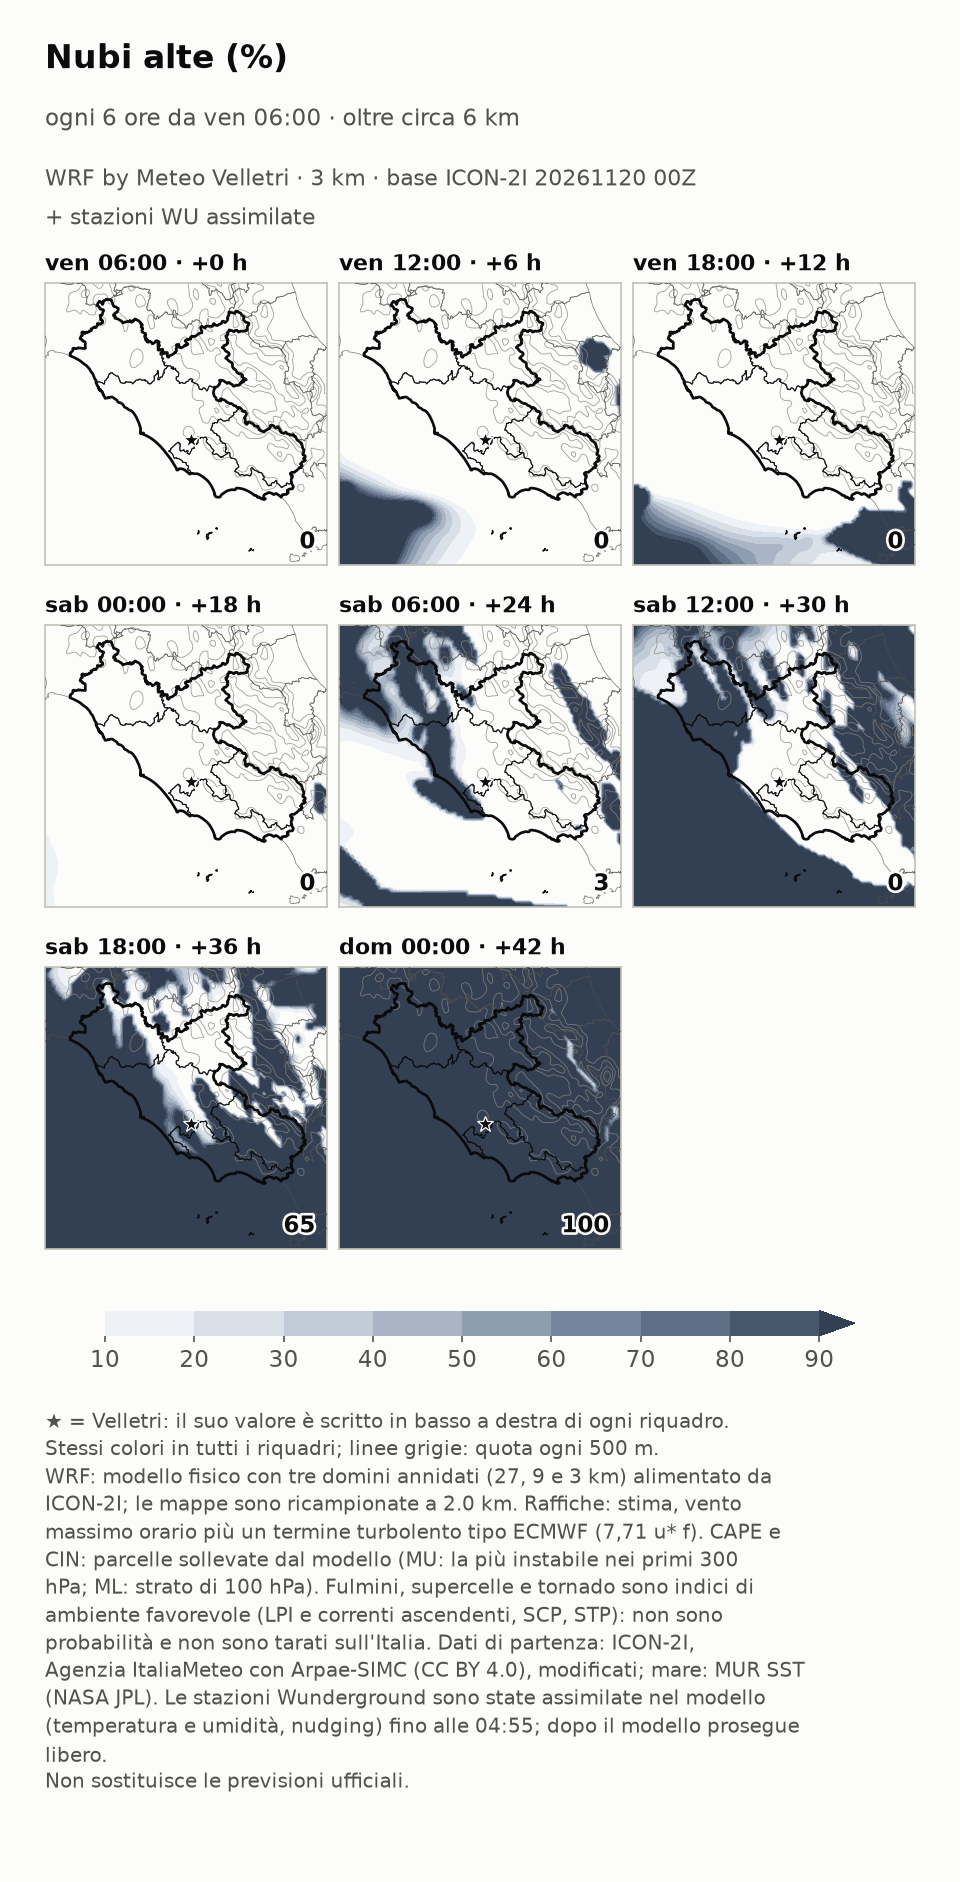 Nubi alte (%)
ogni 6 ore da ven 06:00 · oltre circa 6 km
WRF by Meteo Velletri · 3 km · base ICON-2I 20261120 00Z
+ stazioni WU assimilate
ven 06:00 · +0 h
ven 12:00 · +6 h
ven 18:00 · +12 h
0
0
0
sab 00:00 · +18 h
sab 06:00 · +24 h
sab 12:00 · +30 h
0
3
0
sab 18:00 · +36 h
dom 00:00 · +42 h
65
100
10 20 30 40 50 60 70 80 90
★ = Velletri: il suo valore è scritto in basso a destra di ogni riquadro.
Stessi colori in tutti i riquadri; linee grigie: quota ogni 500 m.
WRF: modello fisico con tre domini annidati (27, 9 e 3 km) alimentato da
ICON-2I; le mappe sono ricampionate a 2.0 km. Raffiche: stima, vento
massimo orario più un termine turbolento tipo ECMWF (7,71 u* f). CAPE e
CIN: parcelle sollevate dal modello (MU: la più instabile nei primi 300
hPa; ML: strato di 100 hPa). Fulmini, supercelle e tornado sono indici di
ambiente favorevole (LPI e correnti ascendenti, SCP, STP): non sono
probabilità e non sono tarati sull'Italia. Dati di partenza: ICON-2I,
Agenzia ItaliaMeteo con Arpae-SIMC (CC BY 4.0), modificati; mare: MUR SST
(NASA JPL). Le stazioni Wunderground sono state assimilate nel modello
(temperatura e umidità, nudging) fino alle 04:55; dopo il modello prosegue
libero.
Non sostituisce le previsioni ufficiali.